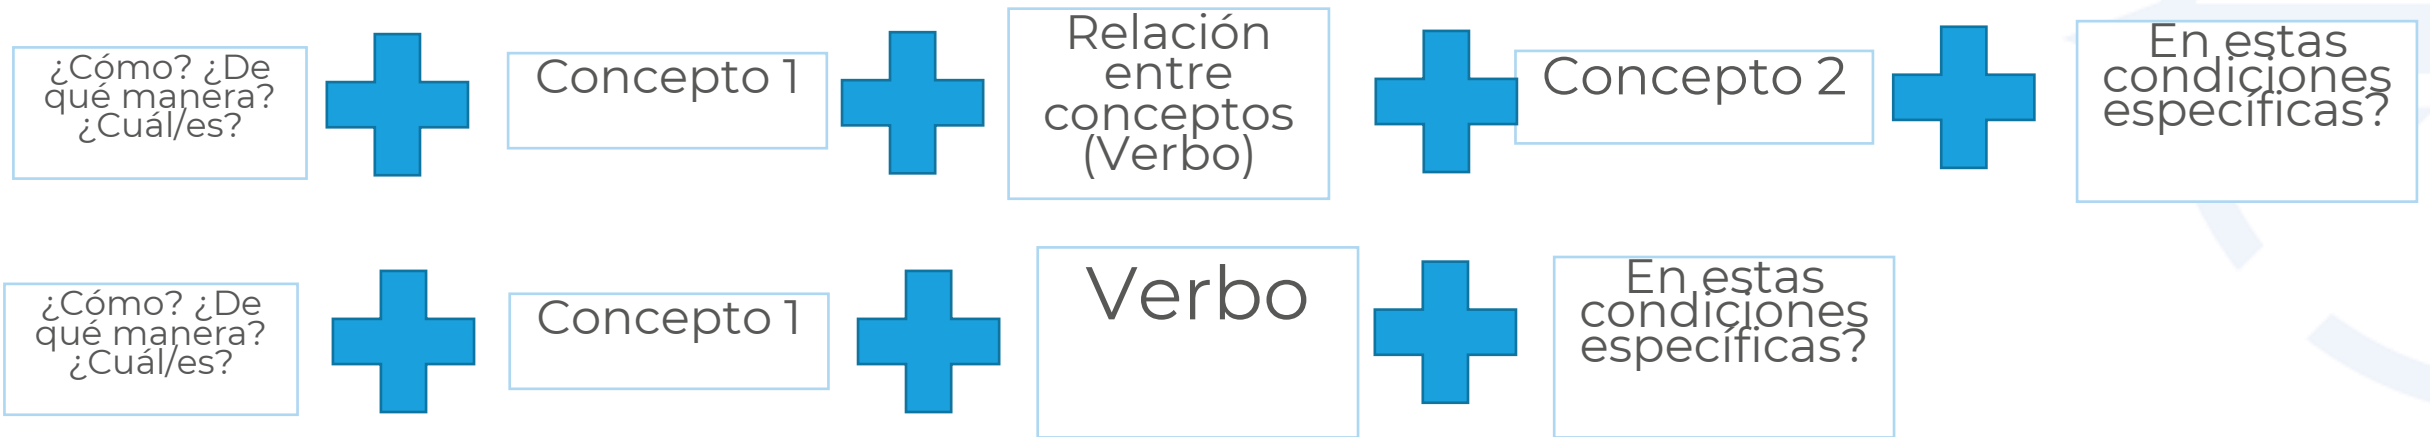 ¿Cómo? ¿De
qué manera?
¿Cuál/es?
Concepto 1
Relación
entre
conceptos
(Verbo)
Concepto 2
En estas
condiciones
específicas?
¿Cómo? ¿De
qué manera?
¿Cuál/es?
Concepto 1
Verbo
En estas
condiciones
específicas?